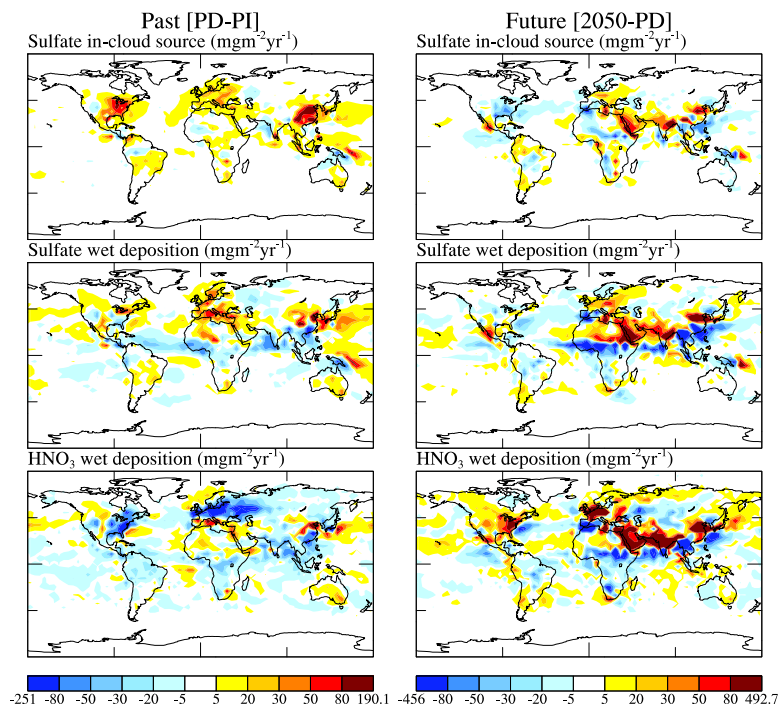 Past [PD-PI]
Future [2050-PD]
Sulfate in-cloud source (mgm-2yr-1)
Sulfate in-cloud source (mgm-2yr-1)
Sulfate wet deposition (mgm-2yr-1)
Sulfate wet deposition (mgm-2yr-1)
HNO3 wet deposition (mgm-2yr-1)
HNO3 wet deposition (mgm-2yr-1)
-251 -80 -50 -30 -20 -5 5 20 30 50 80 190.1
-456 -80 -50 -30 -20 -5 5 20 30 50 80 492.7